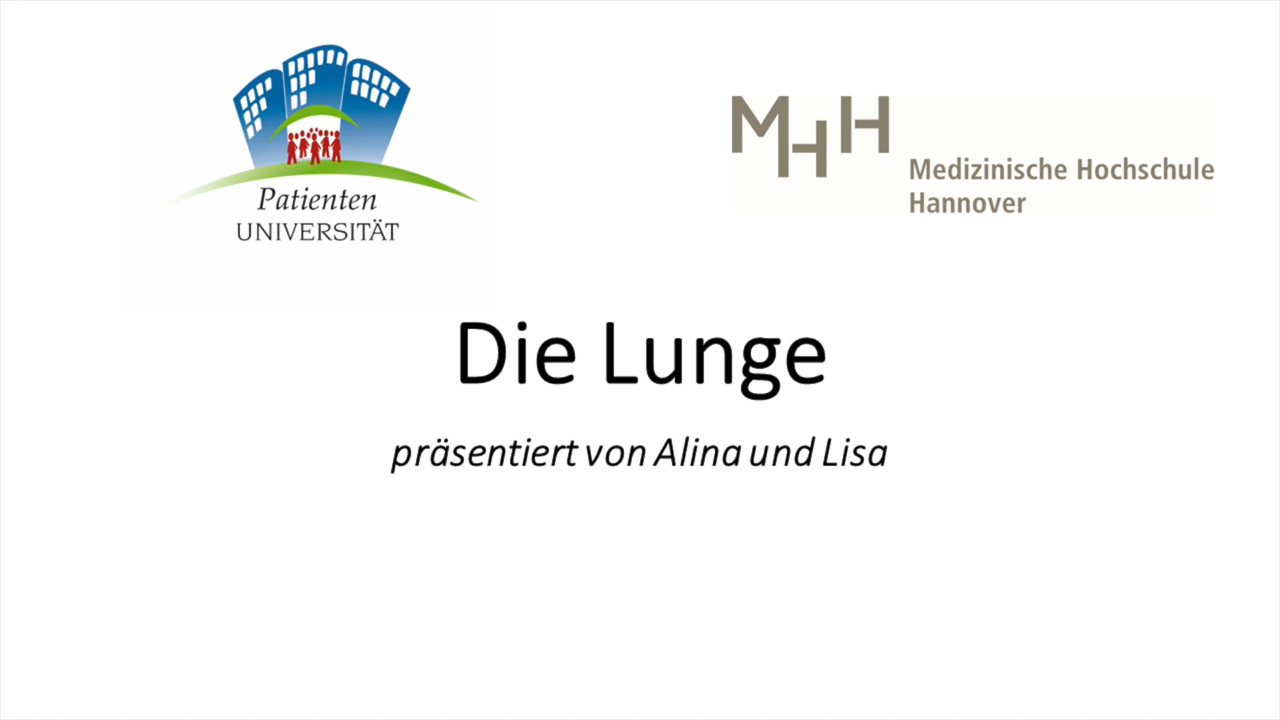 Patienten
UNIVERSITÄT
MHH
Medizinische Hochschule
Hannover
Die Lunge
präsentiert von Alina und Lisa